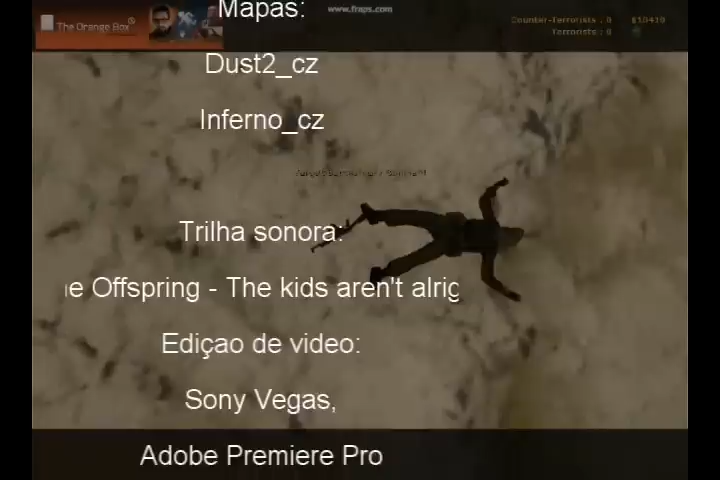 Mapas:
www.fraps.com
The Orange Box
Counter-Terrorists : 0
Terrorists : 0
Dust2_cz
Inferno_cz
Trilha sonora:
e Offspring - The kids aren't alrig
Ediçao de video:
Sony Vegas,
Adobe Premiere Pro